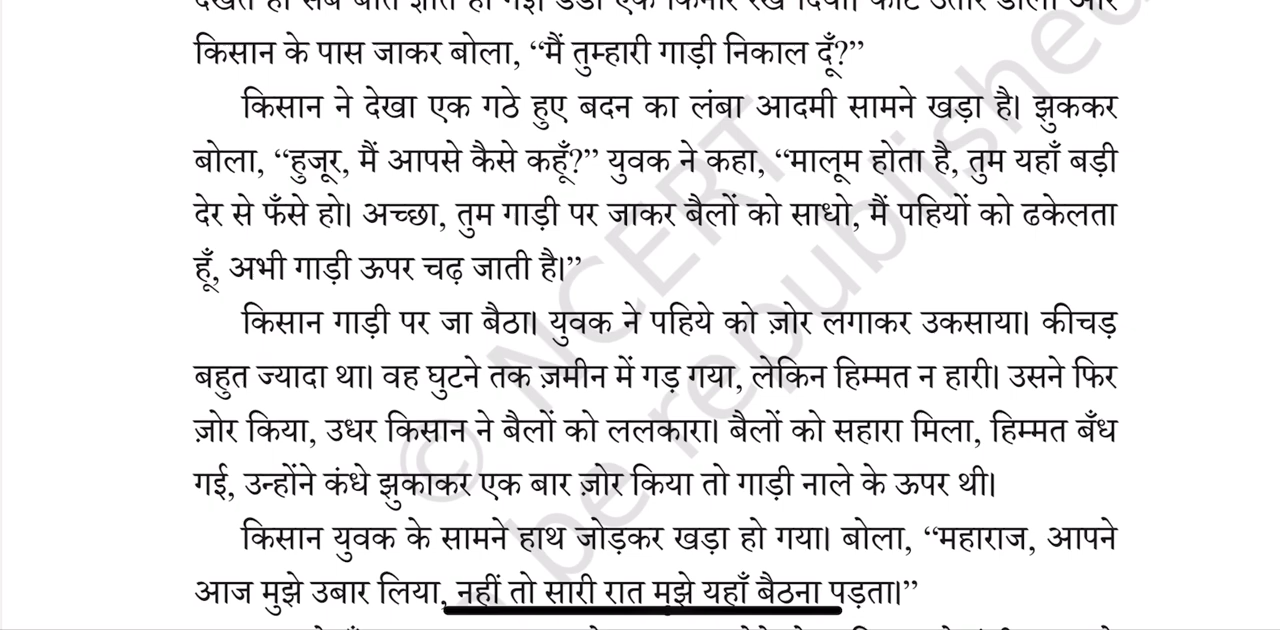 किसान के पास जाकर बोला, “मैं तुम्हारी गाड़ी निकाल दूँ?”
किसान ने देखा एक गठे हुए बदन का लंबा आदमी सामने खड़ा है। झुककर
बोला, “हुजूर, मैं आपसे कैसे कहूँ?” युवक ने कहा, “मालूम होता है, तुम यहाँ बड़ी
देर से फँसे हो। अच्छा, तुम गाड़ी पर जाकर बैलों को साधो, मैं पहियों को ढकेलता
हूँ, अभी गाड़ी ऊपर चढ़ जाती है।”
किसान गाड़ी पर जा बैठा। युवक ने पहिये को ज़ोर लगाकर उकसाया। कीचड़
बहुत ज्यादा था। वह घुटने तक ज़मीन में गड़ गया, लेकिन हिम्मत न हारी। उसने फिर
ज़ोर किया, उधर किसान ने बैलों को ललकारा। बैलों को सहारा मिला, हिम्मत बँध
गई, उन्होंने कंधे झुकाकर एक बार ज़ोर किया तो गाड़ी नाले के ऊपर थी।
किसान युवक के सामने हाथ जोड़कर खड़ा हो गया। बोला, “महाराज, आपने
आज मुझे उबार लिया, नहीं तो सारी रात मुझे यहाँ बैठना पड़ता।”
© NCERT
be republished